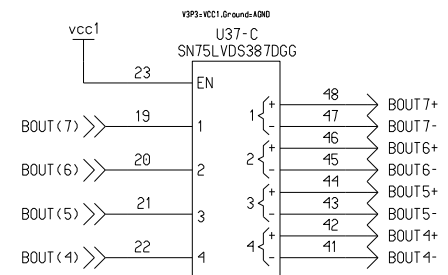 V3P3=VCC1,Ground=AGND
vcc1
U37-C
SN75LVDS387DGG
23
EN
48
1
+
BOUT7+
BOUT(7)
19
1
47
-
BOUT7-
46
2
+
BOUT6+
BOUT(6)
20
2
45
-
BOUT6-
44
3
+
BOUT5+
BOUT(5)
21
3
43
-
BOUT5-
42
4
+
BOUT4+
BOUT(4)
22
4
41
-
BOUT4-